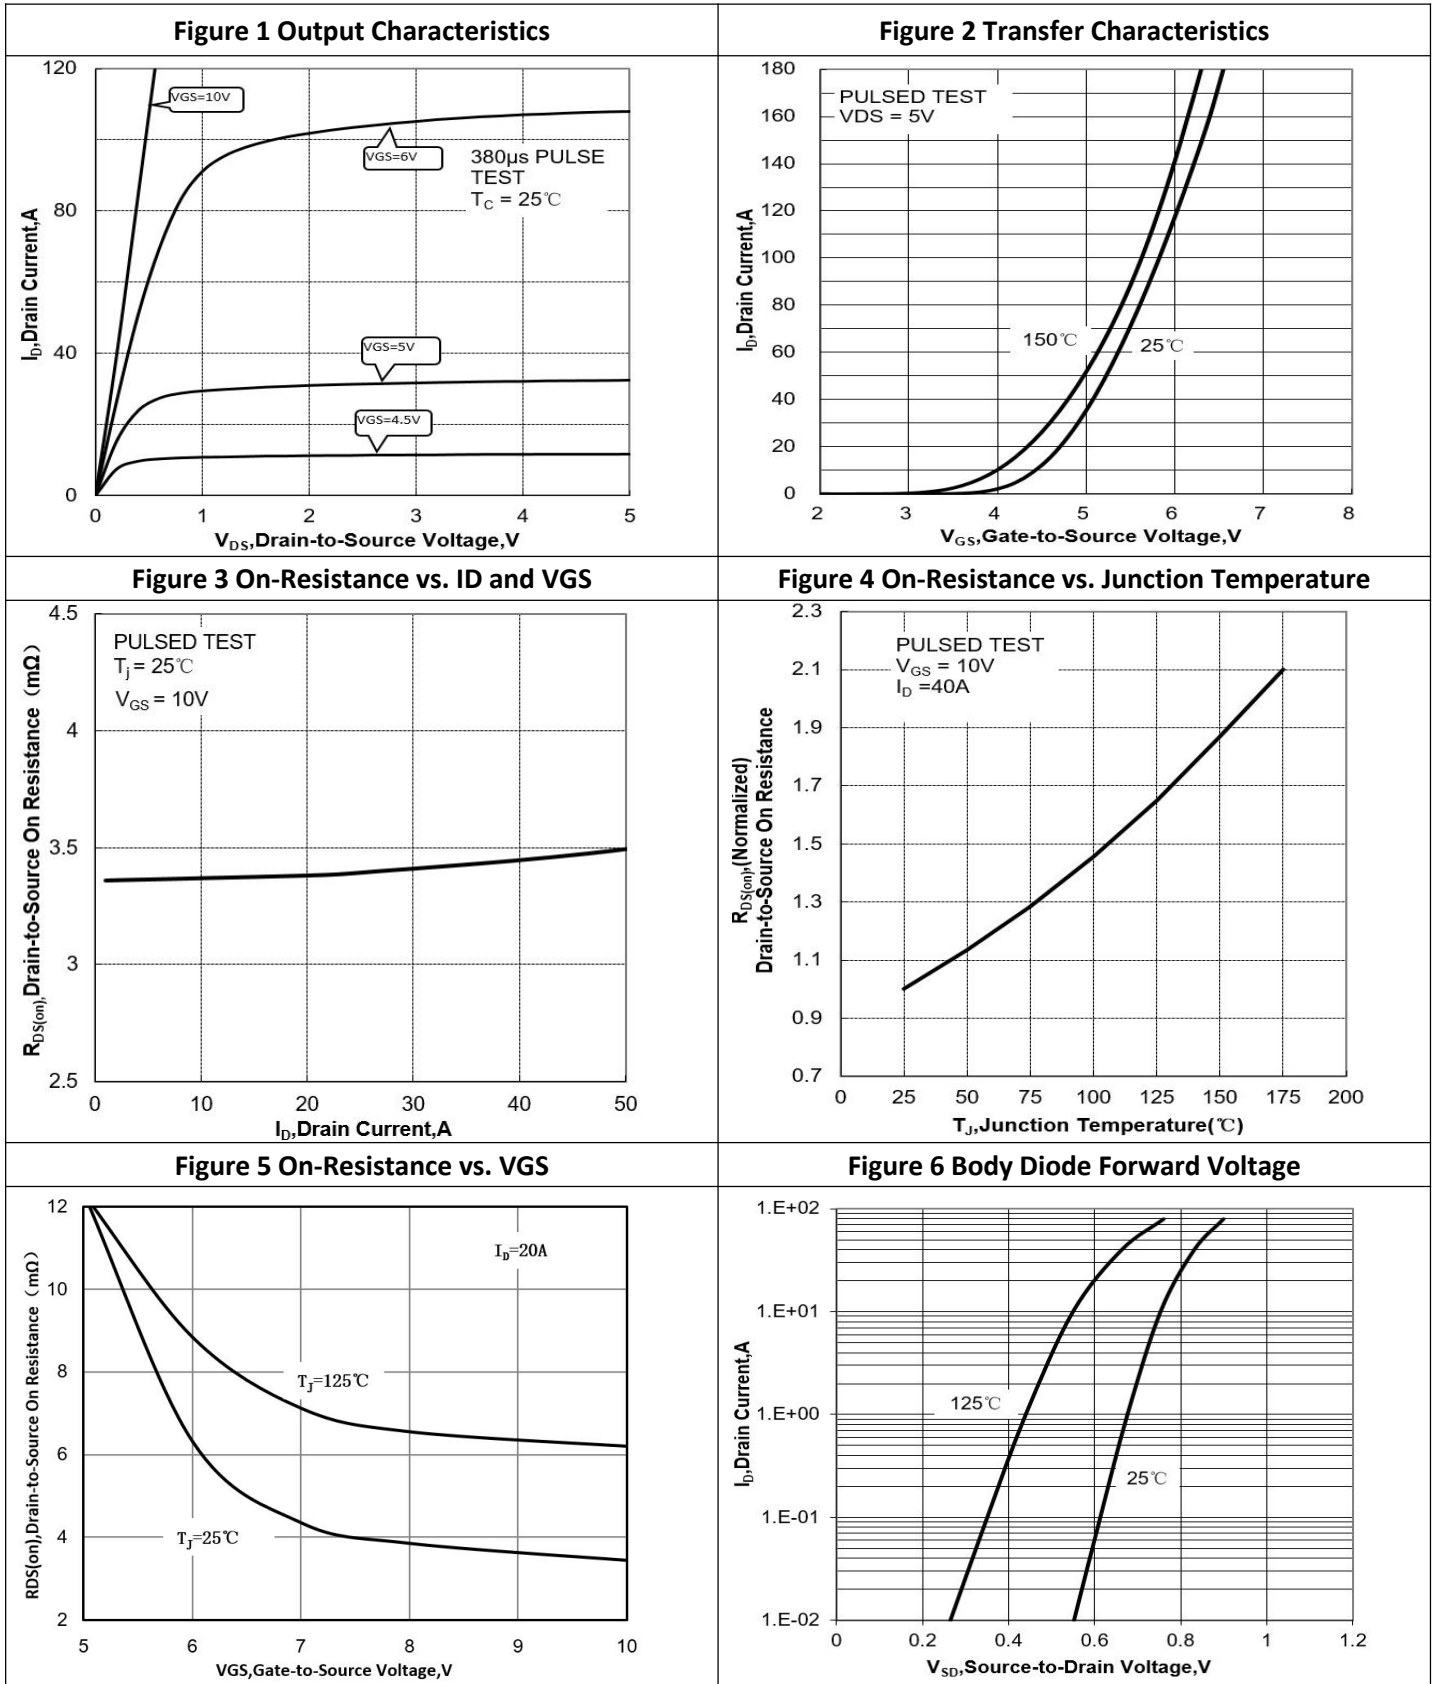 Figure 1 Output Characteristics
Figure 2 Transfer Characteristics
120
80
40
0
0 1 2 3 4 5
I_D,Drain Current,A
V_DS,Drain-to-Source Voltage,V
VGS=10V
VGS=6V
380μs PULSE
TEST
T_C = 25℃
VGS=5V
VGS=4.5V
180
160
140
120
100
80
60
40
20
0
2 3 4 5 6 7 8
I_D,Drain Current,A
V_GS,Gate-to-Source Voltage,V
PULSED TEST
VDS = 5V
150℃
25℃
Figure 3 On-Resistance vs. ID and VGS
Figure 4 On-Resistance vs. Junction Temperature
4.5
4
3.5
3
2.5
0 10 20 30 40 50
R_DS(on),Drain-to-Source On Resistance（mΩ）
I_D,Drain Current,A
PULSED TEST
T_j = 25℃
V_GS = 10V
2.3
2.1
1.9
1.7
1.5
1.3
1.1
0.9
0.7
0 25 50 75 100 125 150 175 200
R_DS(on),(Normalized)
Drain-to-Source On Resistance
T_J,Junction Temperature(℃)
PULSED TEST
V_GS = 10V
I_D =40A
Figure 5 On-Resistance vs. VGS
Figure 6 Body Diode Forward Voltage
12
10
8
6
4
2
5 6 7 8 9 10
RDS(on),Drain-to-Source On Resistance（mΩ）
VGS,Gate-to-Source Voltage,V
I_D=20A
T_J=125℃
T_J=25℃
1.E+02
1.E+01
1.E+00
1.E-01
1.E-02
0 0.2 0.4 0.6 0.8 1 1.2
I_D,Drain Current,A
V_SD,Source-to-Drain Voltage,V
125℃
25℃